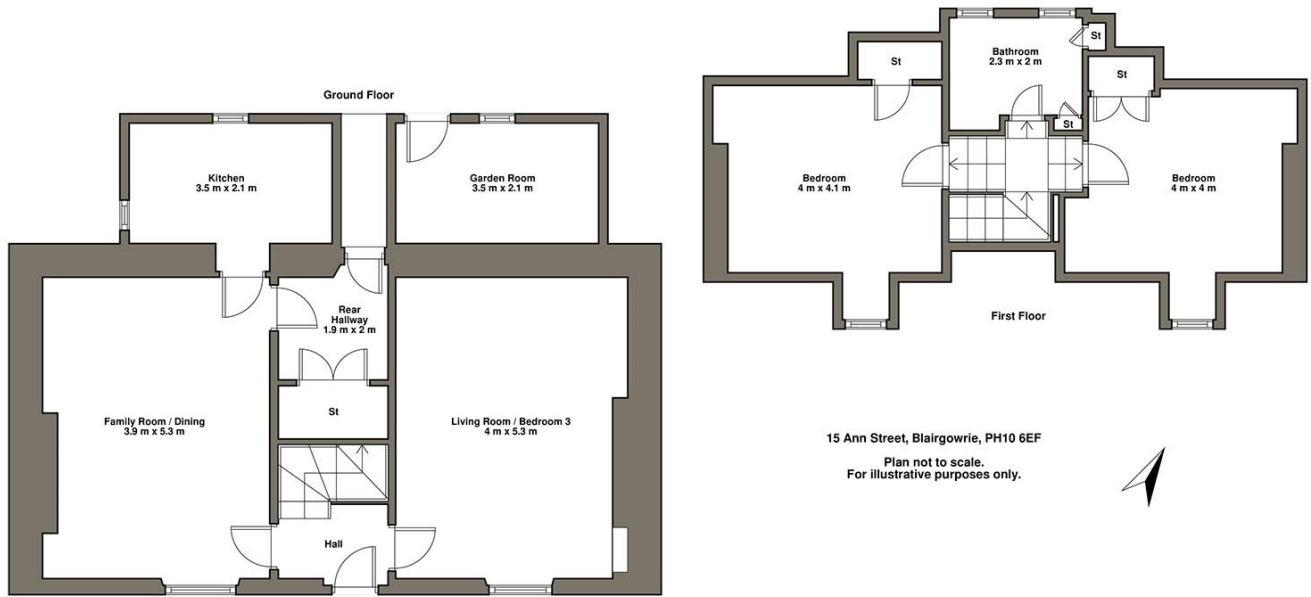 Ground Floor
Kitchen
3.5 m x 2.1 m
Garden Room
3.5 m x 2.1 m
Rear
Hallway
1.9 m x 2 m
St
Family Room / Dining
3.9 m x 5.3 m
Living Room / Bedroom 3
4 m x 5.3 m
Hall
St
Bathroom
2.3 m x 2 m
St
St
St
Bedroom
4 m x 4.1 m
Bedroom
4 m x 4 m
First Floor
15 Ann Street, Blairgowrie, PH10 6EF
Plan not to scale.
For illustrative purposes only.